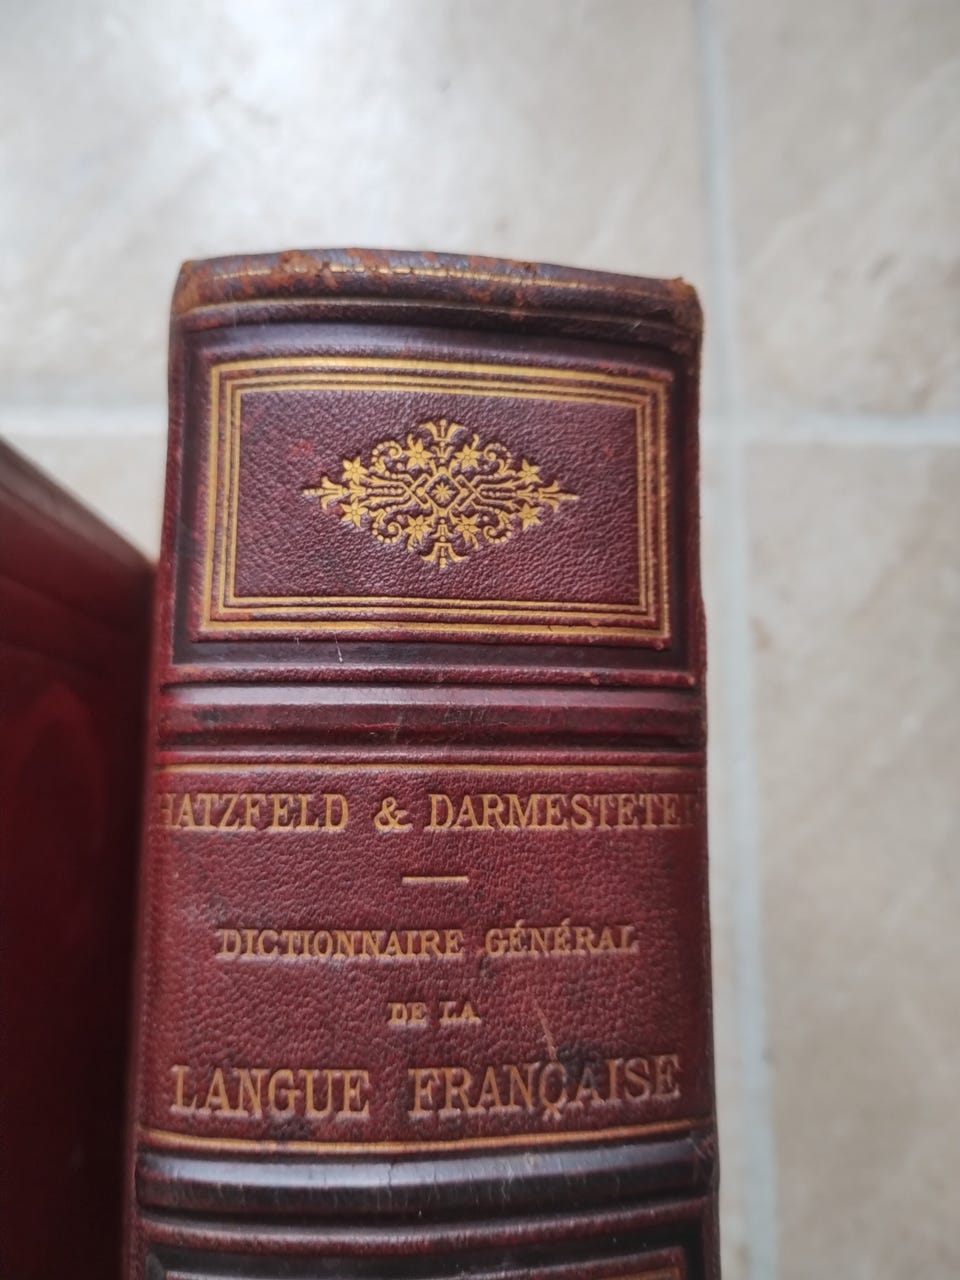 HATZFELD & DARMESTETER
DICTIONNAIRE GÉNÉRAL
DE LA
LANGUE FRANÇAISE